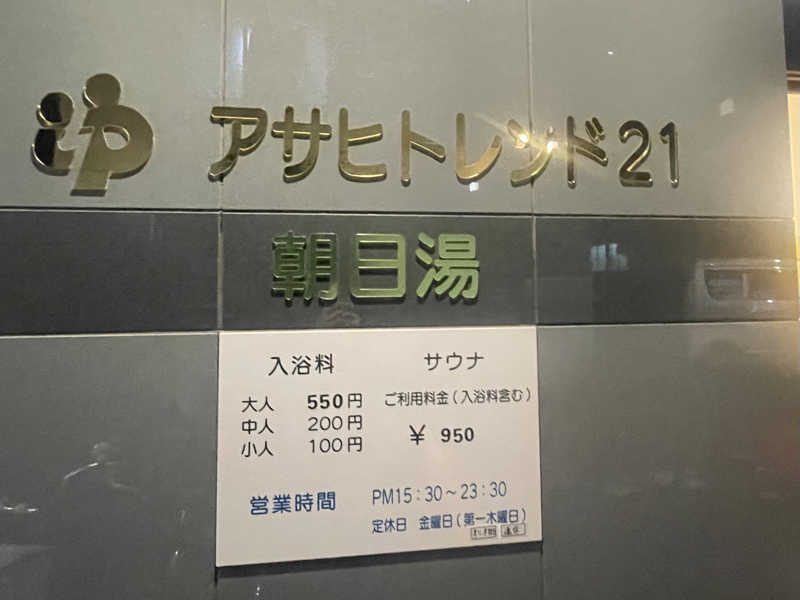 アサヒトレンド21
朝日湯
入浴料 サウナ
大人 550円 ご利用料金(入浴料含む)
中人 200円
小人 100円 ¥ 950
営業時間 PM15:30~23:30
定休日 金曜日(第一木曜日)